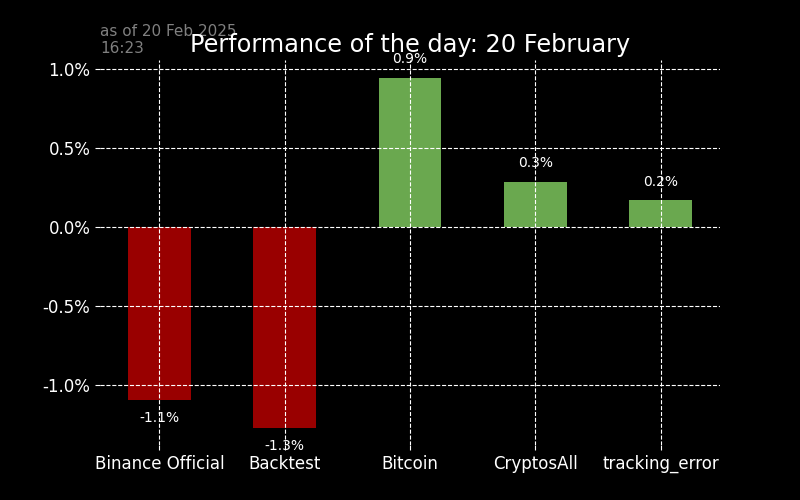 as of 20 Feb 2025
16:23
Performance of the day: 20 February
1.0%
0.5%
0.0%
-0.5%
-1.0%
-1.1%
-1.3%
0.9%
0.3%
0.2%
Binance Official
Backtest
Bitcoin
CryptosAll
tracking_error